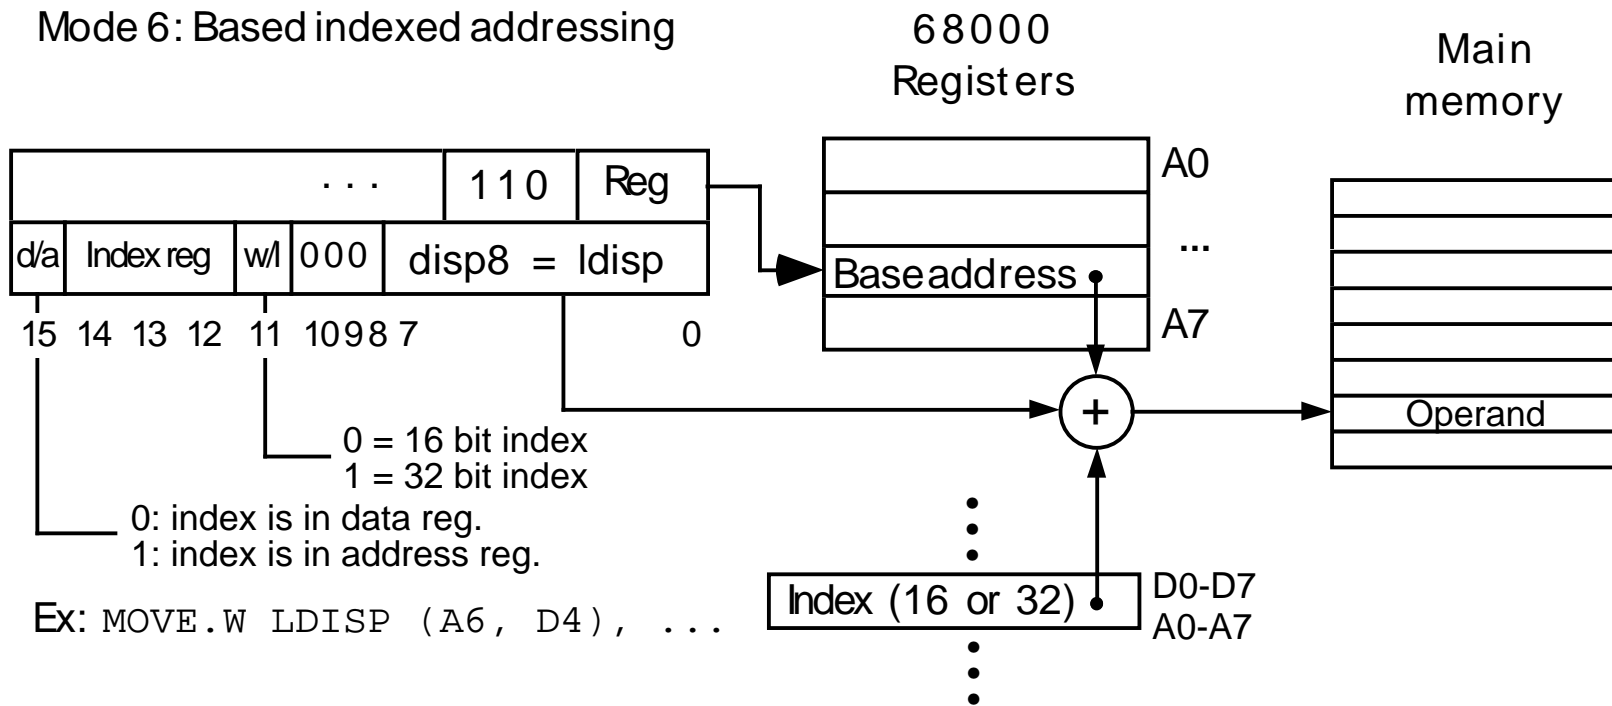 Mode 6: Based indexed addressing
68000
Registers
Main
memory
... 110 Reg
d/a Index reg w/l 000 disp8 = ldisp
15 14 13 12 11 10 9 8 7 0
A0
...
Base address
A7
+
Operand
0 = 16 bit index
1 = 32 bit index
0: index is in data reg.
1: index is in address reg.
Index (16 or 32)
D0-D7
A0-A7
Ex: MOVE.W LDISP (A6, D4), ...